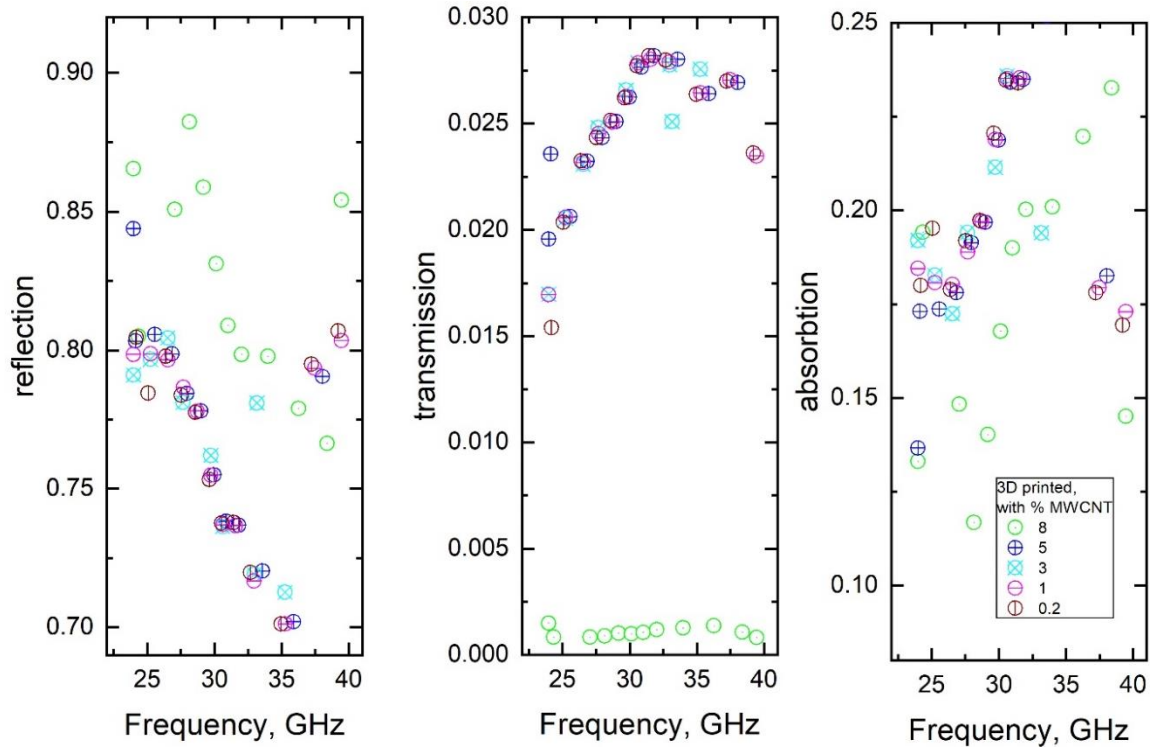 0.90
0.85
0.80
0.75
0.70
reflection
25 30 35 40
Frequency, GHz
0.030
0.025
0.020
0.015
0.010
0.005
0.000
transmission
25 30 35 40
Frequency, GHz
0.25
0.20
0.15
0.10
absorbtion
3D printed,
with % MWCNT
8
5
3
1
0.2
25 30 35 40
Frequency, GHz